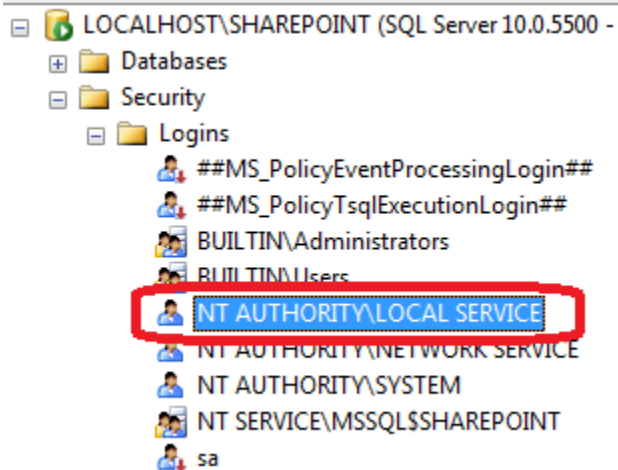 LOCALHOST\SHAREPOINT (SQL Server 10.0.5500 -
Databases
Security
Logins
##MS_PolicyEventProcessingLogin##
##MS_PolicyTsqlExecutionLogin##
BUILTIN\Administrators
BUILTIN\Users
NT AUTHORITY\LOCAL SERVICE
NT AUTHORITY\NETWORK SERVICE
NT AUTHORITY\SYSTEM
NT SERVICE\MSSQL$SHAREPOINT
sa